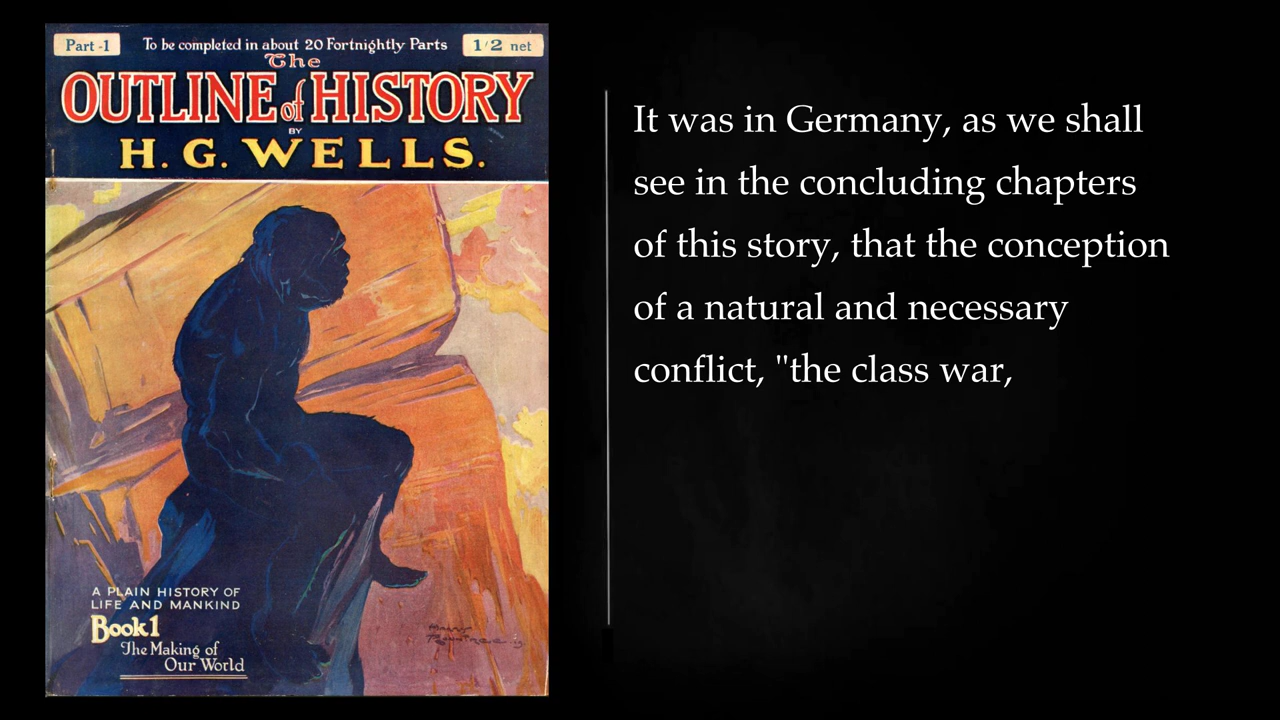 Part -1
To be completed in about 20 Fortnightly Parts
1/2 net
The
OUTLINE of HISTORY
BY
H. G. WELLS.
A PLAIN HISTORY OF
LIFE AND MANKIND
Book 1
The Making of
Our World
It was in Germany, as we shall
see in the concluding chapters
of this story, that the conception
of a natural and necessary
conflict, "the class war,